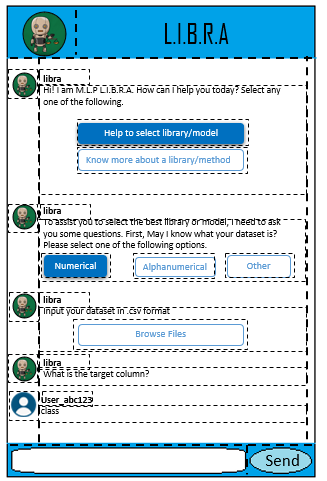 L.I.B.R.A
libra
Hi! I am M.L.P L.I.B.R.A. How can I help you today? Select any
one of the following.
Help to select library/model
Know more about a library/method
libra
To assist you to select the best library or model, I need to ask
you some questions. First, May I know what your dataset is?
Please select one of the following options.
Numerical
Alphanumerical
Other
libra
Input your dataset in .csv format
Browse Files
libra
What is the target column?
User_abc123
class
Send